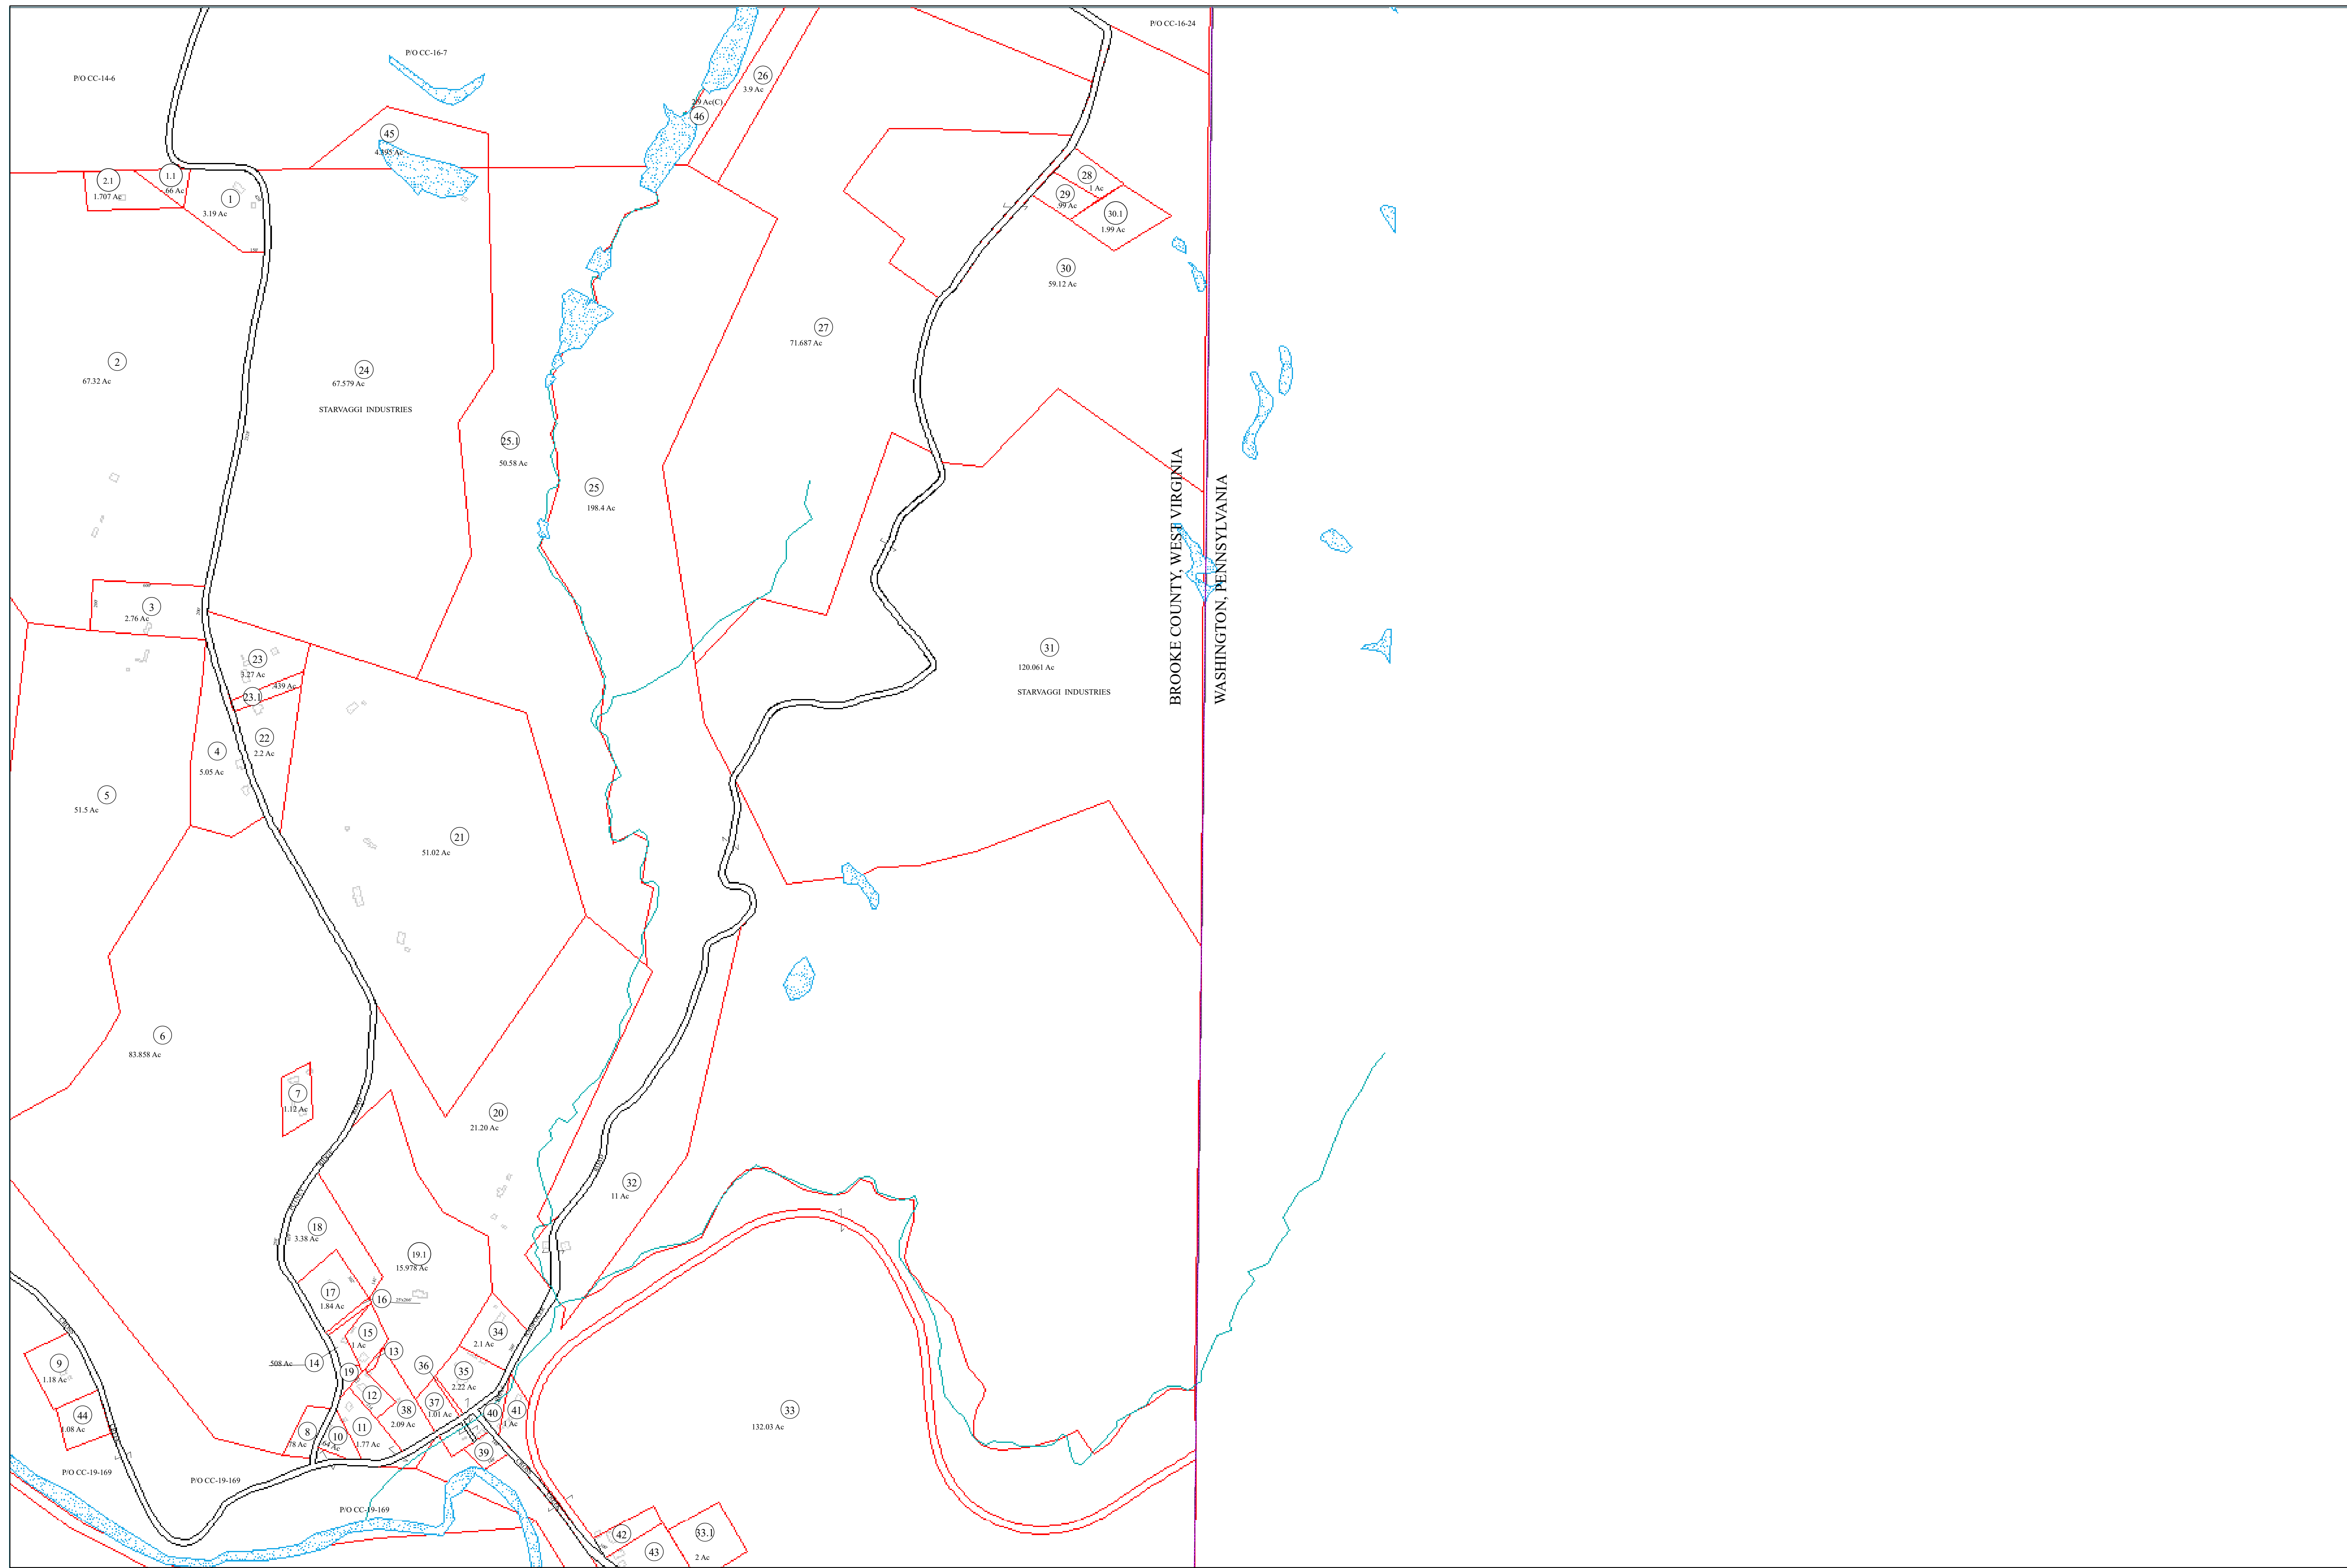 P/O CC-14-6
P/O CC-16-7
P/O CC-16-24
26
3.9 Ac
2.9 Ac(C)
46
45
4.395 Ac
2.1
1.707 Ac
1.1
.66 Ac
1
3.19 Ac
28
1 Ac
29
.99 Ac
30.1
1.99 Ac
30
59.12 Ac
27
71.687 Ac
2
67.32 Ac
24
67.579 Ac
STARVAGGI INDUSTRIES
25.1
50.58 Ac
25
198.4 Ac
BROOKE COUNTY, WEST VIRGINIA
WASHINGTON, PENNSYLVANIA
3
2.76 Ac
23
3.27 Ac
.439 Ac
23.1
31
120.061 Ac
STARVAGGI INDUSTRIES
22
2.2 Ac
4
5.05 Ac
5
51.5 Ac
21
51.02 Ac
6
83.858 Ac
7
1.12 Ac
20
21.20 Ac
32
11 Ac
18
3.38 Ac
19.1
15.978 Ac
17
1.84 Ac
16
15
1 Ac
34
2.1 Ac
13
14
.508 Ac
19
36
35
2.22 Ac
9
1.18 Ac
12
37
1.01 Ac
38
2.09 Ac
40
41
1 Ac
33
132.03 Ac
44
1.08 Ac
8
.78 Ac
10
.64 Ac
11
1.77 Ac
39
P/O CC-19-169
P/O CC-19-169
P/O CC-19-169
42
43
33.1
2 Ac